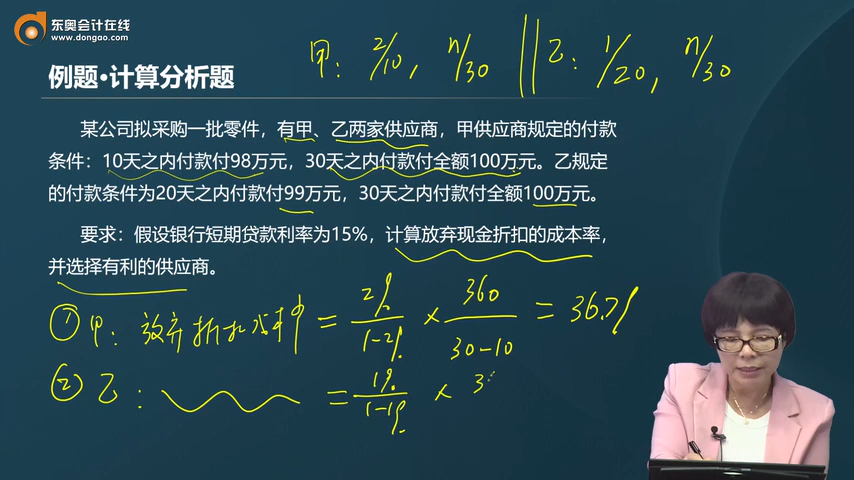 东奥会计在线
www.dongao.com
甲: 2/10, n/30 || 乙: 1/20, n/30
例题·计算分析题
某公司拟采购一批零件，有甲、乙两家供应商，甲供应商规定的付款
条件：10天之内付款付98万元，30天之内付款付全额100万元。乙规定
的付款条件为20天之内付款付99万元，30天之内付款付全额100万元。
要求：假设银行短期贷款利率为15%，计算放弃现金折扣的成本率，
并选择有利的供应商。
① 甲: 放弃折扣成本率 = 2%/1-2% × 360/30-10 = 36.7%
② 乙: = 1%/1-1% × 3